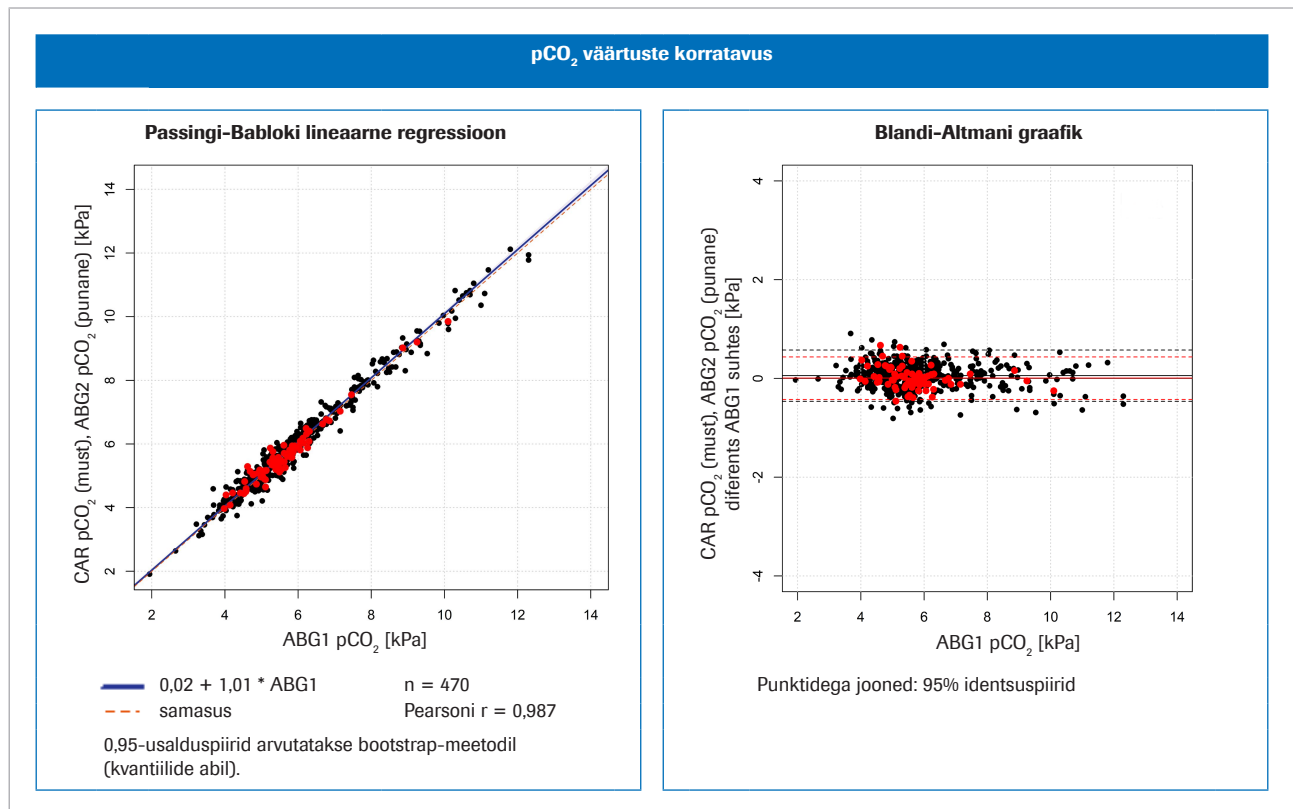 pCO₂ väärtuste korratavus
Passingi-Babloki lineaarne regressioon
CAR pCO₂ (must), ABG2 pCO₂ (punane) [kPa]
14
12
10
8
6
4
2
2 4 6 8 10 12 14
ABG1 pCO₂ [kPa]
0,02 + 1,01 * ABG1 n = 470
samasus Pearsoni r = 0,987
0,95-usalduspiirid arvutatakse bootstrap-meetodil
(kvantiilide abil).
Blandi-Altmani graafik
CAR pCO₂ (must), ABG2 pCO₂ (punane)
diferents ABG1 suhtes [kPa]
4
2
0
-2
-4
2 4 6 8 10 12 14
ABG1 pCO₂ [kPa]
Punktidega jooned: 95% identsuspiirid